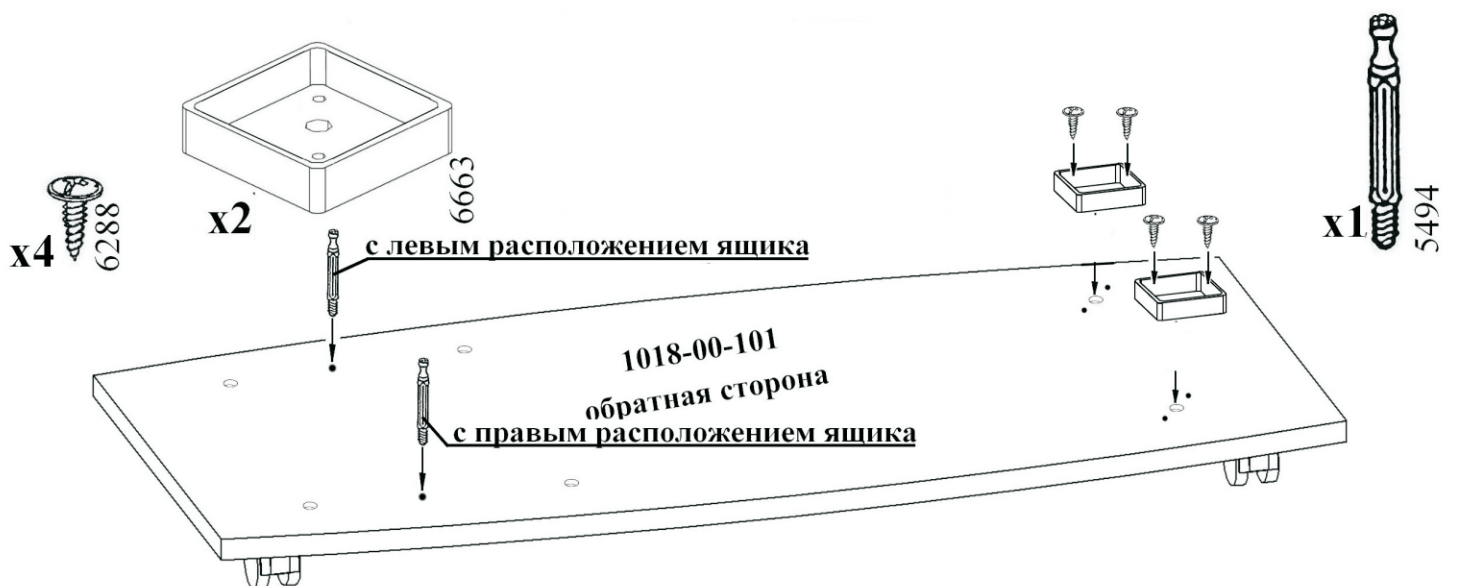 x4
6288
x2
6663
x1
5494
с левым расположением ящика
1018-00-101
обратная сторона
с правым расположением ящика